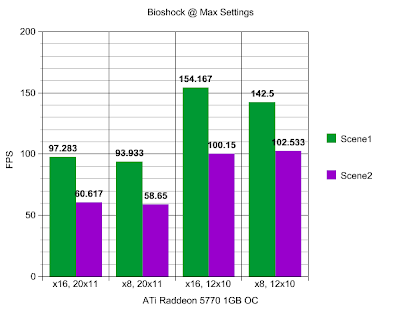 Bioshock @ Max Settings
200
150
100
50
0
FPS
97.283
60.617
93.933
58.65
154.167
100.15
142.5
102.533
x16, 20x11
x8, 20x11
x16, 12x10
x8, 12x10
ATi Raddeon 5770 1GB OC
Scene1
Scene2